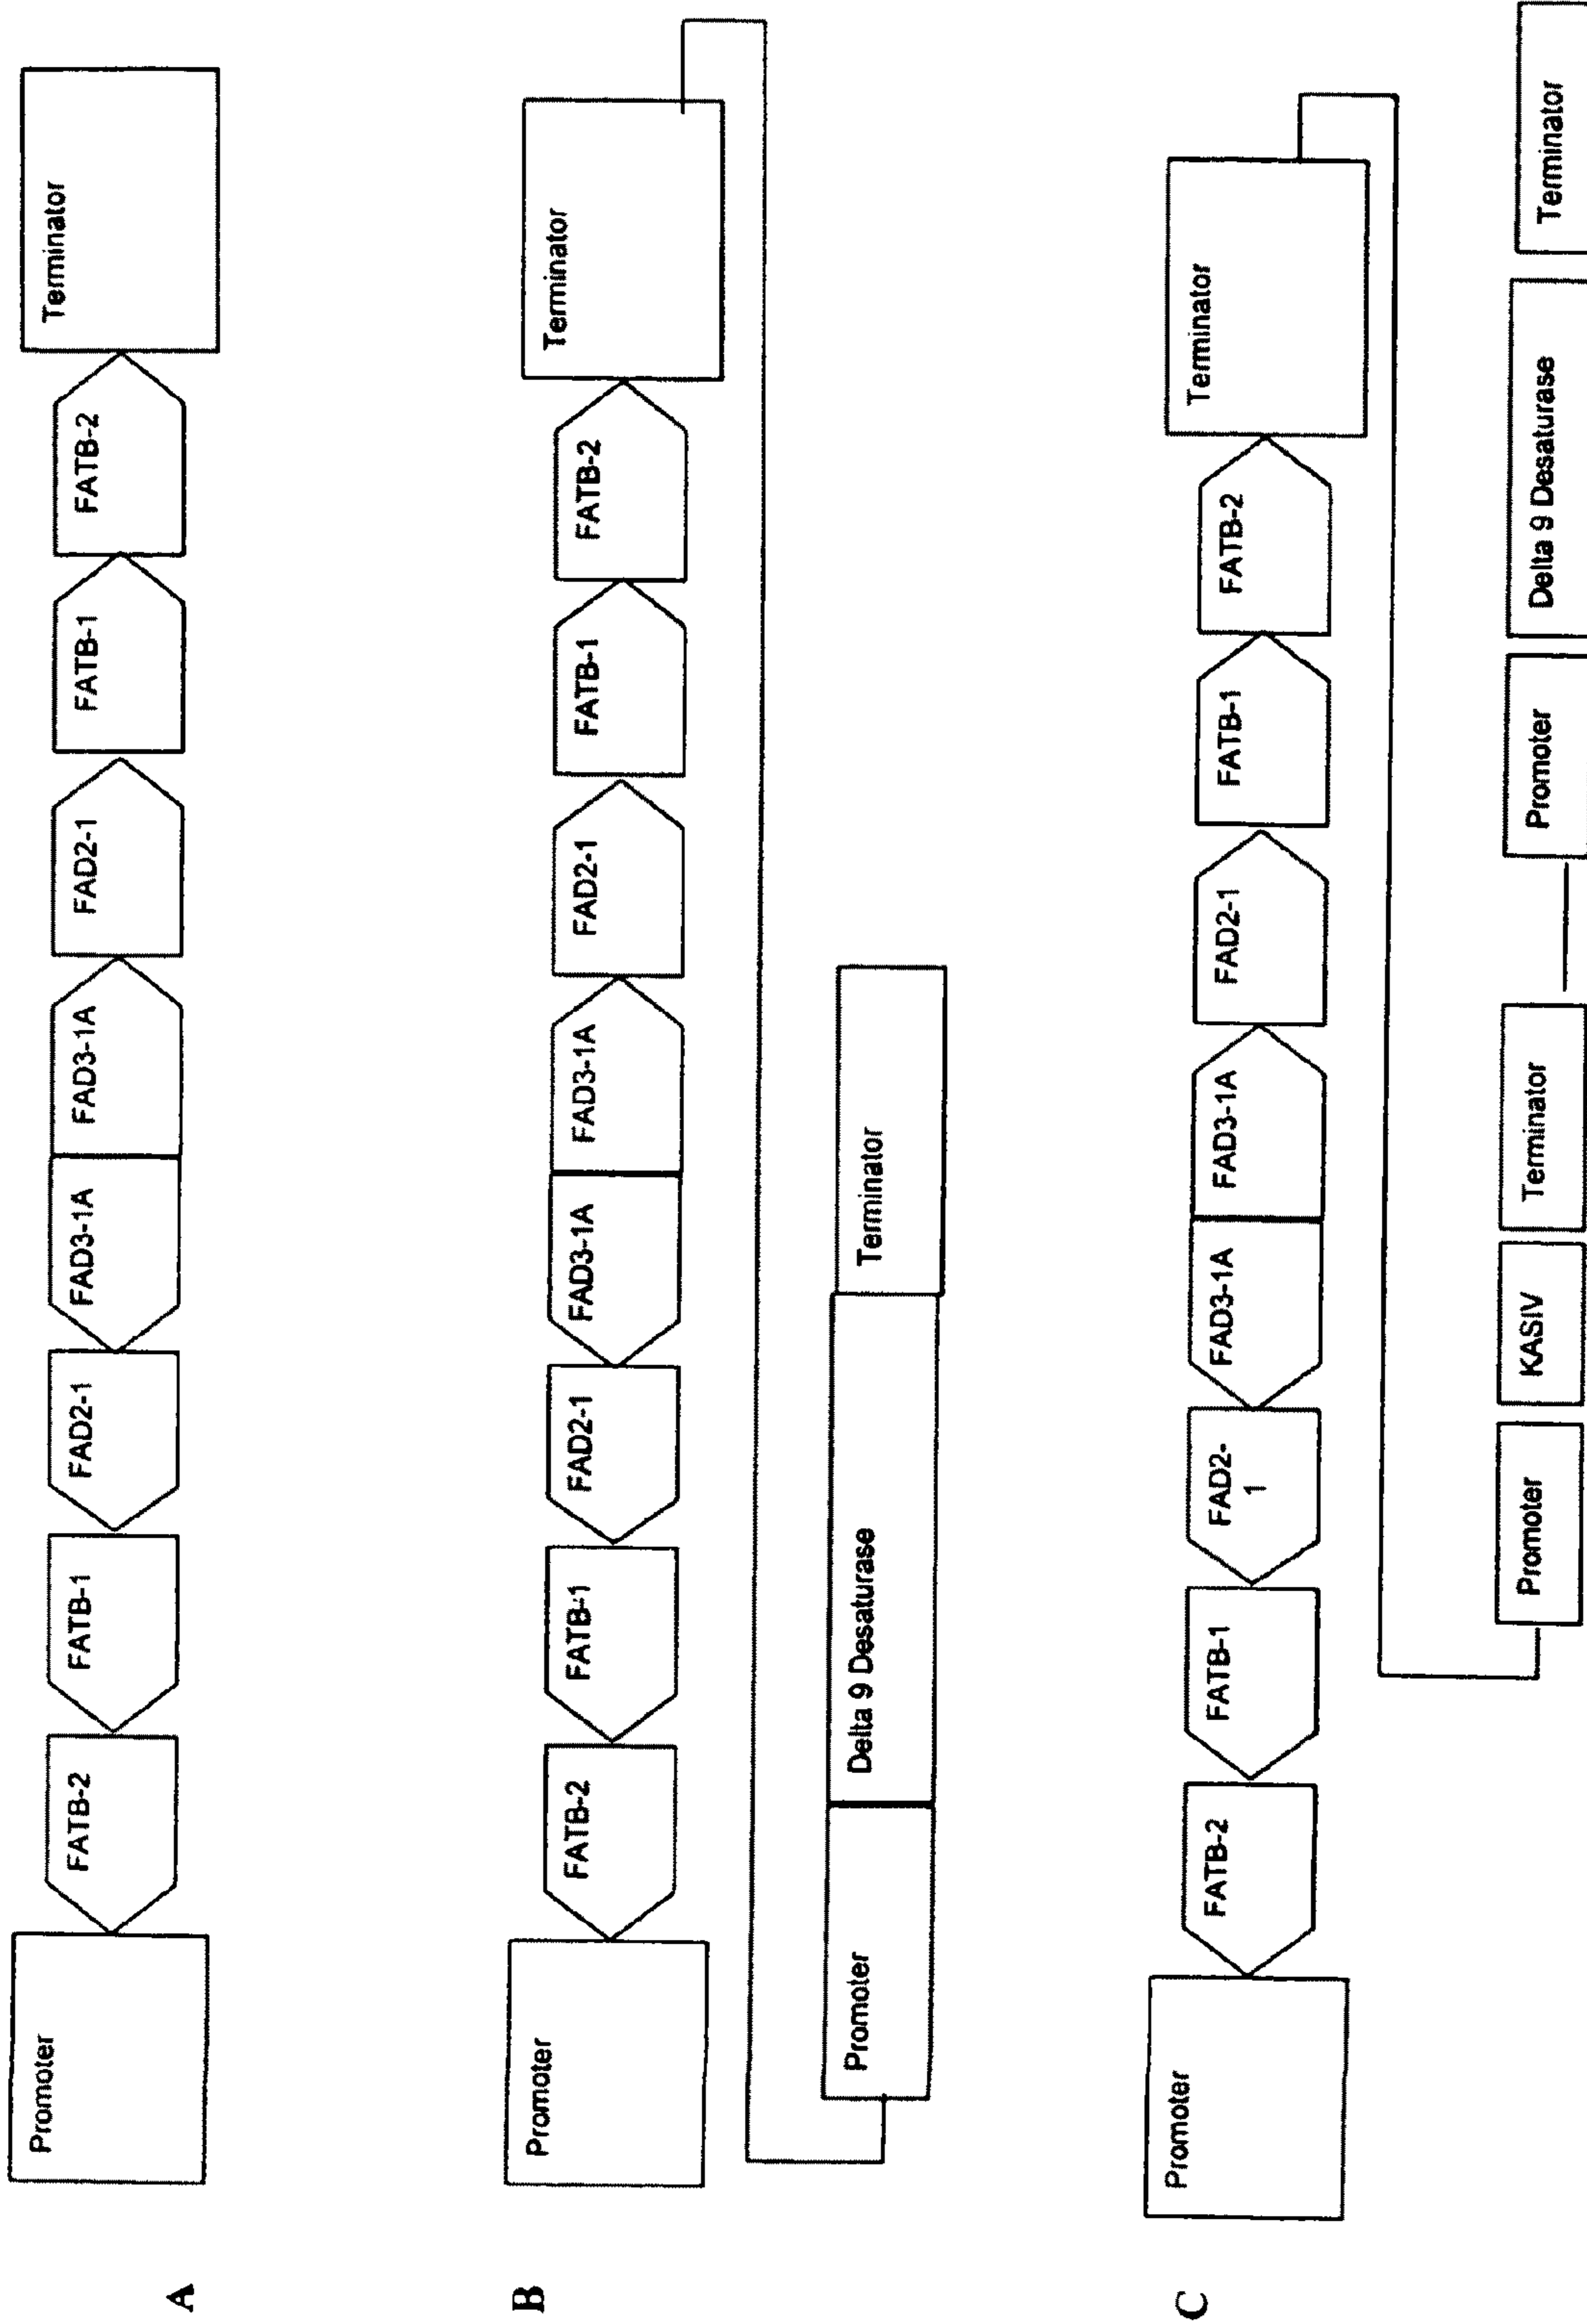 A
Promoter
FATB-2
FATB-1
FAD2-1
FAD3-1A
FAD3-1A
FAD2-1
FATB-1
FATB-2
Terminator
B
Promoter
FATB-2
FATB-1
FAD2-1
FAD3-1A
FAD3-1A
FAD2-1
FATB-1
FATB-2
Terminator
Promoter
Delta 9 Desaturase
Terminator
C
Promoter
FATB-2
FATB-1
FAD2-
1
FAD3-1A
FAD3-1A
FAD2-1
FATB-1
FATB-2
Terminator
Promoter
KASIV
Terminator
Promoter
Delta 9 Desaturase
Terminator